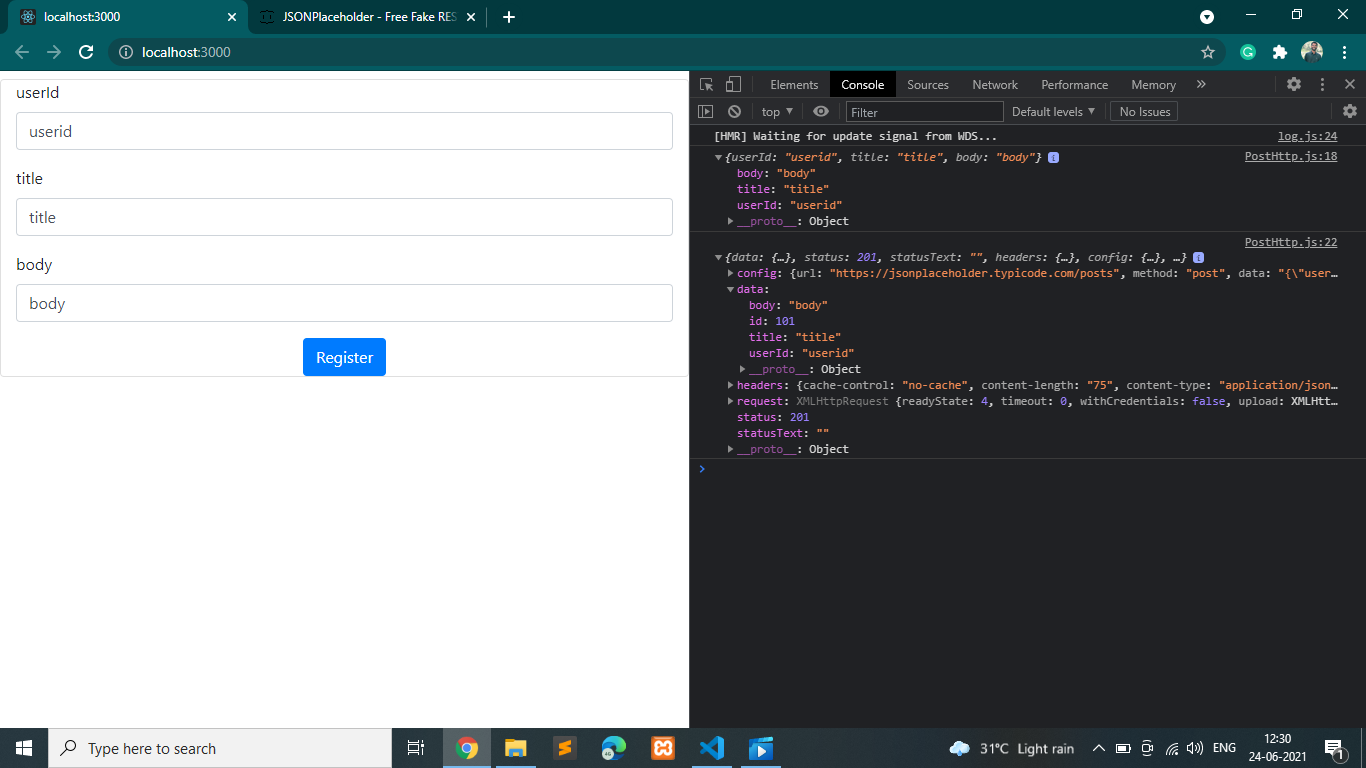 localhost:3000
JSONPlaceholder - Free Fake RES
localhost:3000
userId
userid
title
title
body
body
Register
Elements Console Sources Network Performance Memory »
top Filter Default levels No Issues
[HMR] Waiting for update signal from WDS... log.js:24
{userId: "userid", title: "title", body: "body"} PostHttp.js:18
body: "body"
title: "title"
userId: "userid"
__proto__: Object
PostHttp.js:22
{data: {…}, status: 201, statusText: "", headers: {…}, config: {…}, …}
config: {url: "https://jsonplaceholder.typicode.com/posts", method: "post", data: "{\"user…
data:
body: "body"
id: 101
title: "title"
userId: "userid"
__proto__: Object
headers: {cache-control: "no-cache", content-length: "75", content-type: "application/json…
request: XMLHttpRequest {readyState: 4, timeout: 0, withCredentials: false, upload: XMLHtt…
status: 201
statusText: ""
__proto__: Object
Type here to search
31°C Light rain
ENG
12:30
24-06-2021
1